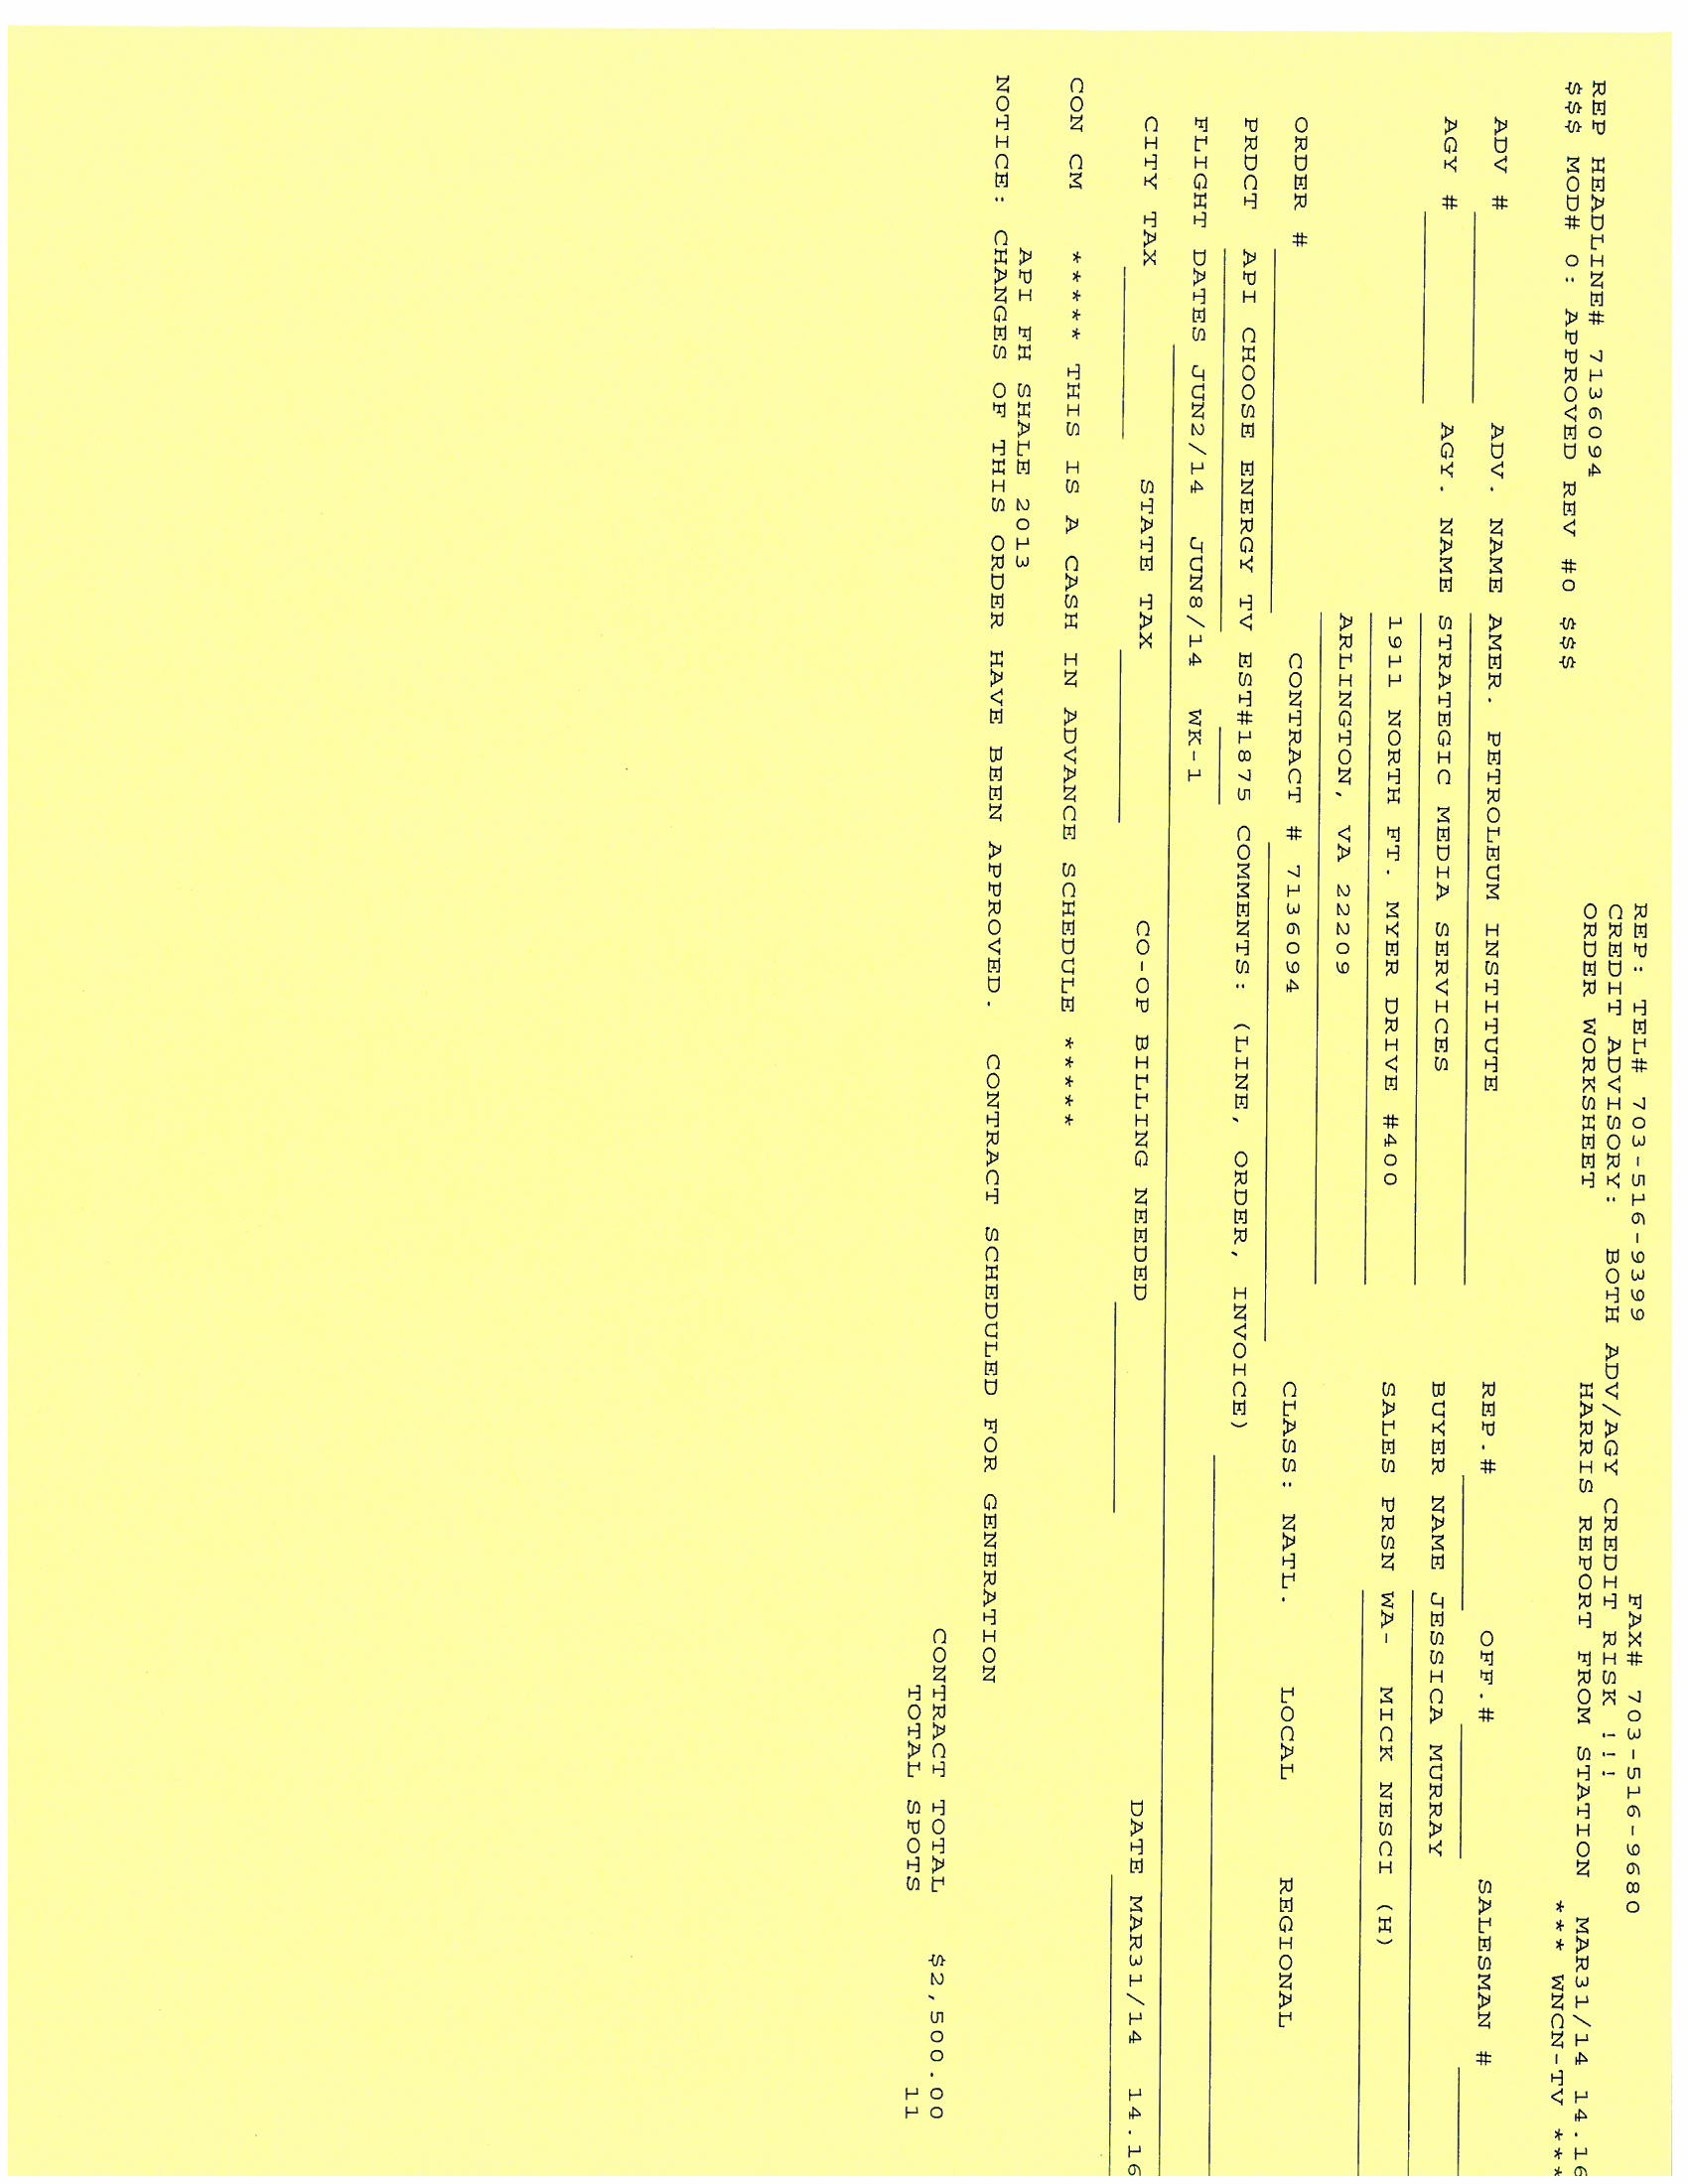 REP: TEL# 703-516-9399 FAX# 703-516-9680
CREDIT ADVISORY: BOTH ADV/AGY CREDIT RISK !!!
ORDER WORKSHEET HARRIS REPORT FROM STATION MAR31/14 14.16
REP HEADLINE# 7136094 *** WNCN-TV ***
$$$ MOD# 0: APPROVED REV #0 $$$
ADV # ADV. NAME AMER. PETROLEUM INSTITUTE REP.# OFF.# SALESMAN #
AGY # AGY. NAME STRATEGIC MEDIA SERVICES BUYER NAME JESSICA MURRAY
1911 NORTH FT. MYER DRIVE #400 SALES PRSN WA- MICK NESCI (H)
ARLINGTON, VA 22209
ORDER # CONTRACT # 7136094 CLASS: NATL. LOCAL REGIONAL
PRDCT API CHOOSE ENERGY TV EST#1875 COMMENTS: (LINE, ORDER, INVOICE)
FLIGHT DATES JUN2/14 JUN8/14 WK-1
CITY TAX STATE TAX CO-OP BILLING NEEDED DATE MAR31/14 14.16
CON CM ***** THIS IS A CASH IN ADVANCE SCHEDULE *****
API FH SHALE 2013
NOTICE: CHANGES OF THIS ORDER HAVE BEEN APPROVED. CONTRACT SCHEDULED FOR GENERATION
CONTRACT TOTAL $2,500.00
TOTAL SPOTS 11